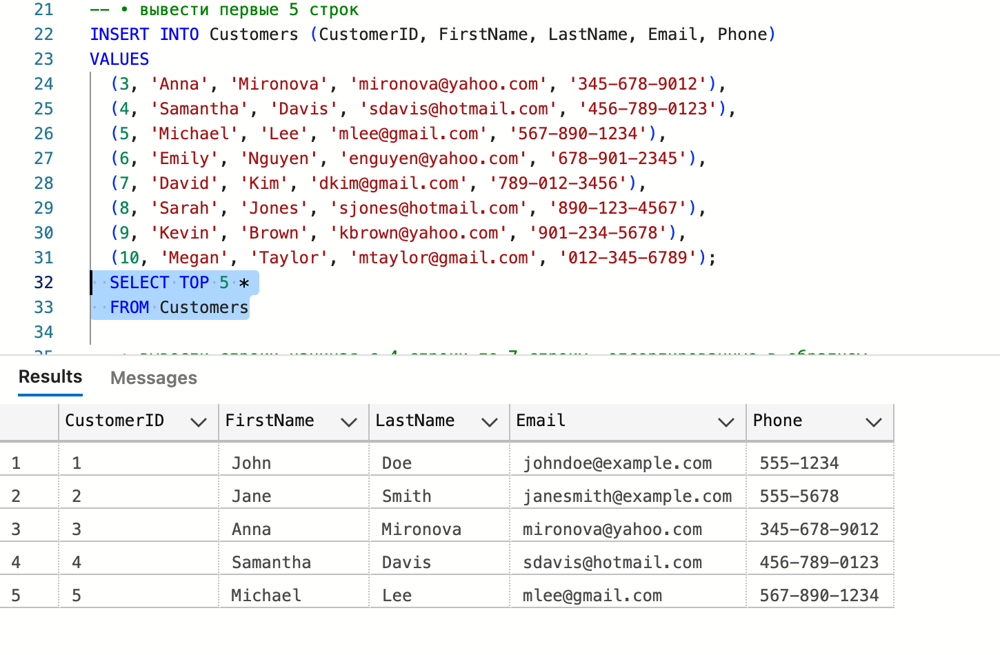 21 -- • вывести первые 5 строк
22 INSERT INTO Customers (CustomerID, FirstName, LastName, Email, Phone)
23 VALUES
24 (3, 'Anna', 'Mironova', 'mironova@yahoo.com', '345-678-9012'),
25 (4, 'Samantha', 'Davis', 'sdavis@hotmail.com', '456-789-0123'),
26 (5, 'Michael', 'Lee', 'mlee@gmail.com', '567-890-1234'),
27 (6, 'Emily', 'Nguyen', 'enguyen@yahoo.com', '678-901-2345'),
28 (7, 'David', 'Kim', 'dkim@gmail.com', '789-012-3456'),
29 (8, 'Sarah', 'Jones', 'sjones@hotmail.com', '890-123-4567'),
30 (9, 'Kevin', 'Brown', 'kbrown@yahoo.com', '901-234-5678'),
31 (10, 'Megan', 'Taylor', 'mtaylor@gmail.com', '012-345-6789');
32 SELECT TOP 5 *
33 FROM Customers
34
Results Messages
CustomerID FirstName LastName Email Phone
1 1 John Doe johndoe@example.com 555-1234
2 2 Jane Smith janesmith@example.com 555-5678
3 3 Anna Mironova mironova@yahoo.com 345-678-9012
4 4 Samantha Davis sdavis@hotmail.com 456-789-0123
5 5 Michael Lee mlee@gmail.com 567-890-1234